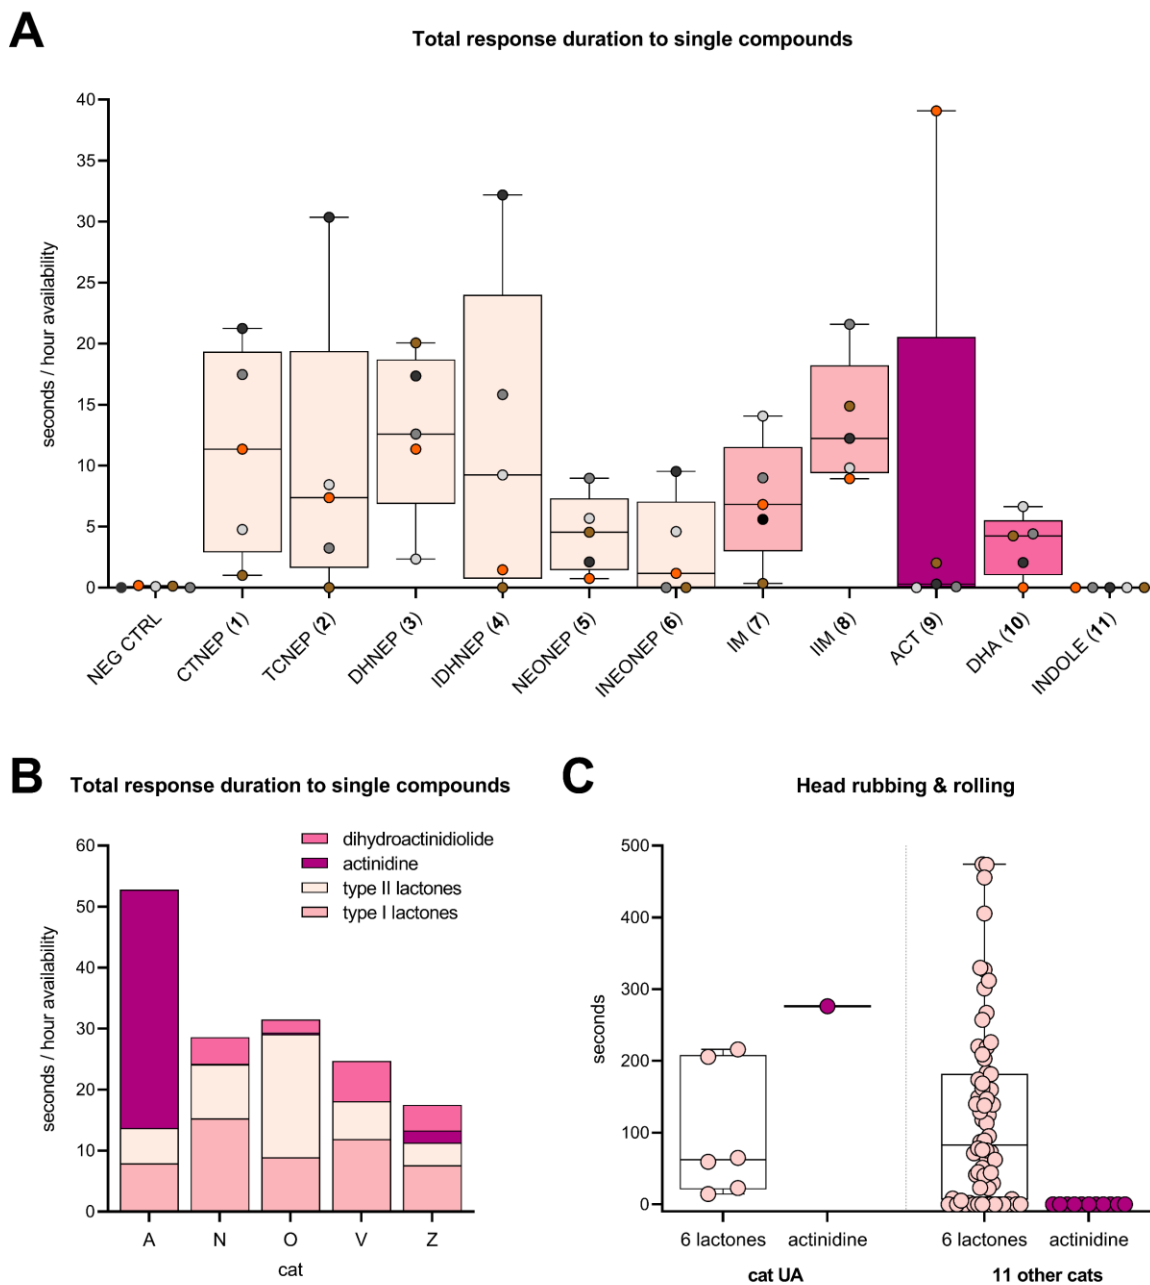 A
Total response duration to single compounds
seconds / hour availability
40
35
30
25
20
15
10
5
0
NEG CTRL
CTNEP (1)
TCNEP (2)
DHNEP (3)
IDHNEP (4)
NEONEP (5)
INEONEP (6)
IM (7)
IIM (8)
ACT (9)
DHA (10)
INDOLE (11)
B
Total response duration to single compounds
seconds / hour availability
60
50
40
30
20
10
0
dihydroactinidiolide
actinidine
type II lactones
type I lactones
A N O V Z
cat
C
Head rubbing & rolling
seconds
500
400
300
200
100
0
6 lactones actinidine 6 lactones actinidine
cat UA 11 other cats